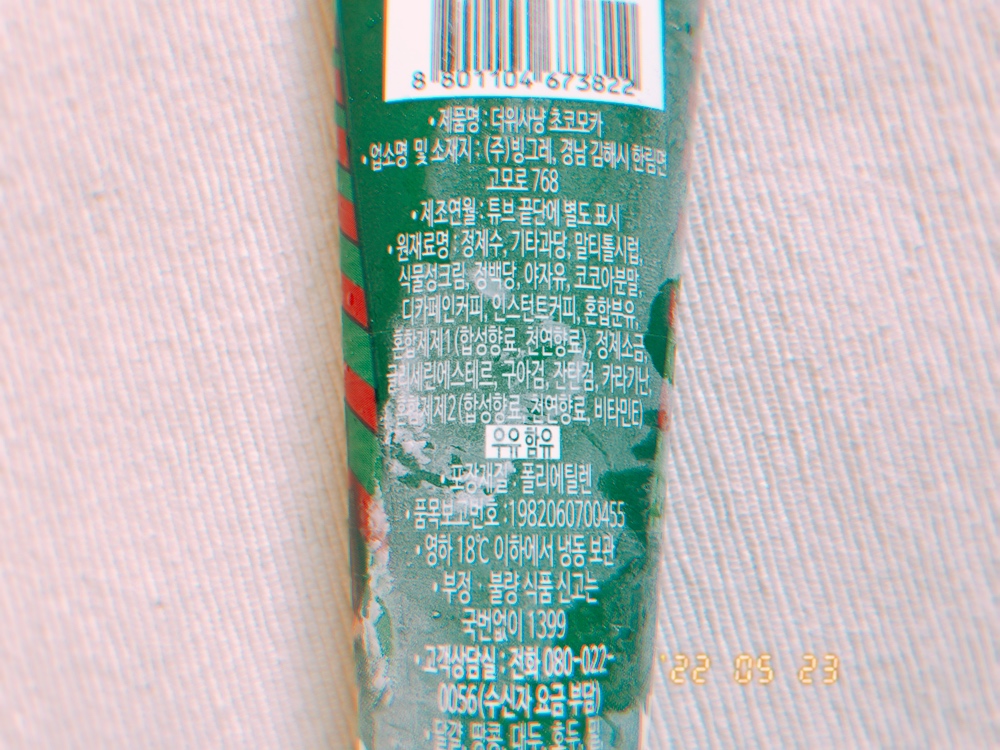 8 801104 673822
• 제품명 : 더위사냥 초코모카
• 업소명 및 소재지 : (주)빙그레, 경남 김해시 한림면
고모로 768
• 제조연월 : 튜브 끝단에 별도 표시
• 원재료명 : 정제수, 기타과당, 말티톨시럽,
식물성크림, 정백당, 야자유, 코코아분말,
디카페인커피, 인스턴트커피, 혼합분유,
혼합제제1(합성향료, 천연향료), 정제소금,
글리세린에스테르, 구아검, 잔탄검, 카라기난,
혼합제제2(합성향료, 천연향료, 비타민E)
우유 함유
• 포장재질 : 폴리에틸렌
• 품목보고번호 : 1982060700455
• 영하 18℃ 이하에서 냉동 보관
• 부정 · 불량 식품 신고는
국번없이 1399
• 고객상담실 : 전화 080-022-
0056(수신자 요금 부담)
• 달걀, 땅콩, 대두, 호두, 밀
'22 05 23